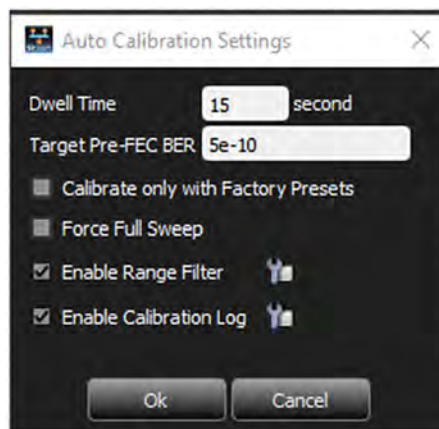 Auto Calibration Settings
Dwell Time 15 second
Target Pre-FEC BER 5e-10
Calibrate only with Factory Presets
Force Full Sweep
Enable Range Filter
Enable Calibration Log
Ok Cancel